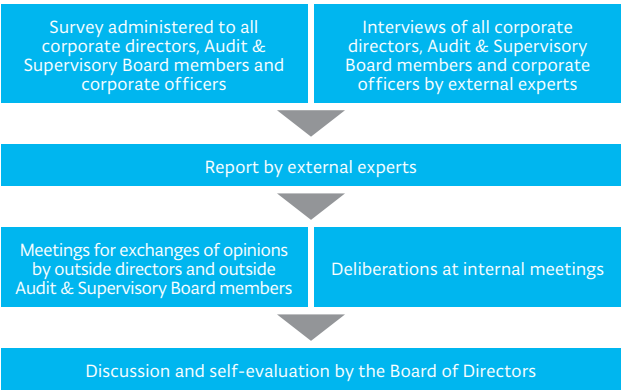 Survey administered to all
corporate directors, Audit &
Supervisory Board members and
corporate officers
Interviews of all corporate
directors, Audit & Supervisory
Board members and corporate
officers by external experts
Report by external experts
Meetings for exchanges of opinions
by outside directors and outside
Audit & Supervisory Board members
Deliberations at internal meetings
Discussion and self-evaluation by the Board of Directors